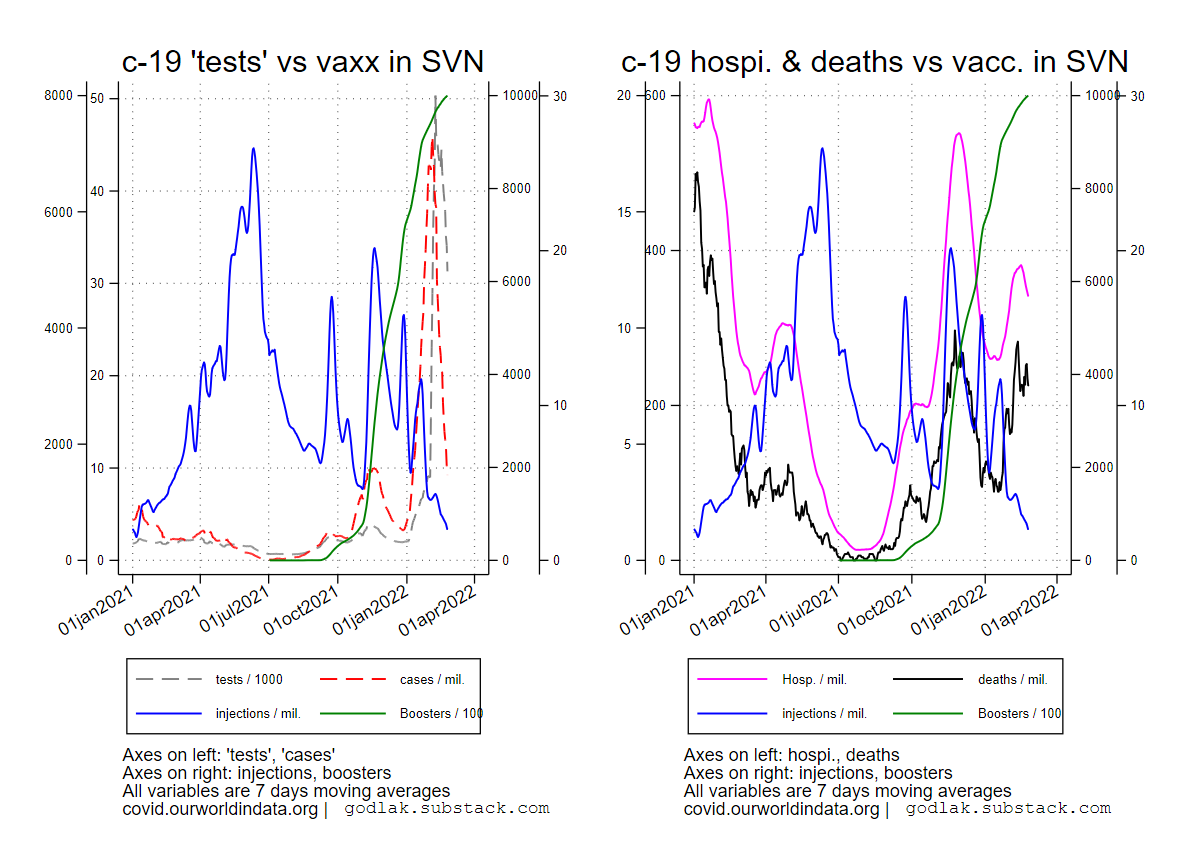 c-19 'tests' vs vaxx in SVN
8000
6000
4000
2000
0
50
40
30
20
10
0
10000
8000
6000
4000
2000
0
30
20
10
0
01jan2021
01apr2021
01jul2021
01oct2021
01jan2022
01apr2022
tests / 1000
cases / mil.
injections / mil.
Boosters / 100
Axes on left: 'tests', 'cases'
Axes on right: injections, boosters
All variables are 7 days moving averages
covid.ourworldindata.org | godlak.substack.com
c-19 hospi. & deaths vs vacc. in SVN
20
15
10
5
0
600
400
200
0
10000
8000
6000
4000
2000
0
30
20
10
0
01jan2021
01apr2021
01jul2021
01oct2021
01jan2022
01apr2022
Hosp. / mil.
deaths / mil.
injections / mil.
Boosters / 100
Axes on left: hospi., deaths
Axes on right: injections, boosters
All variables are 7 days moving averages
covid.ourworldindata.org | godlak.substack.com